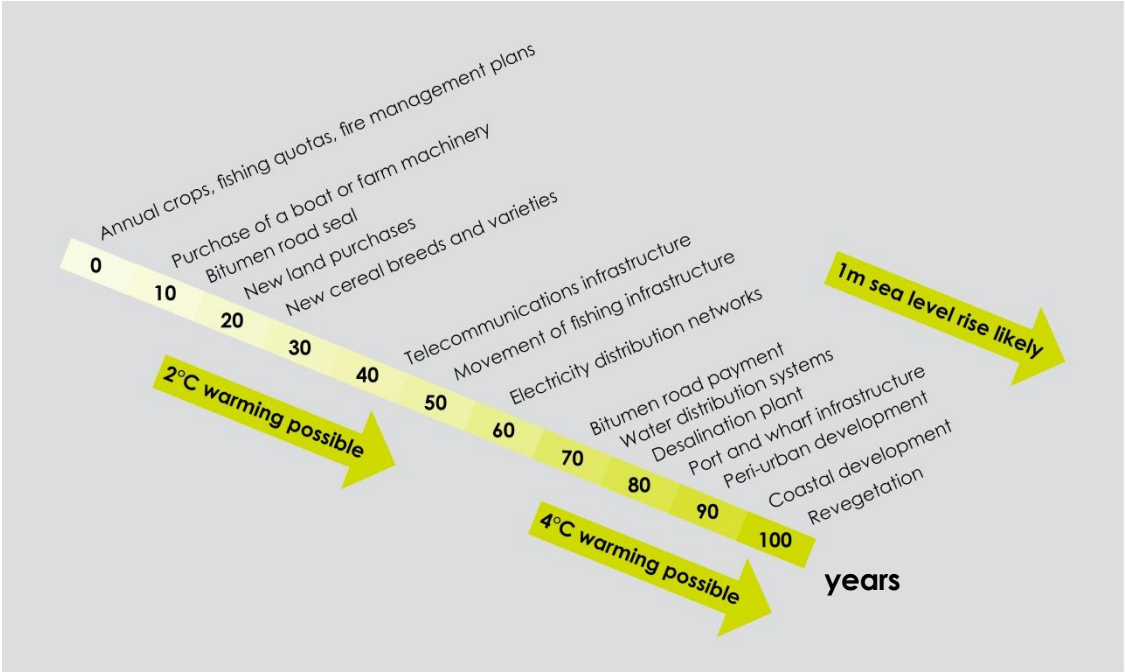 Annual crops, fishing quotas, fire management plans
Purchase of a boat or farm machinery
Bitumen road seal
New land purchases
New cereal breeds and varieties
Telecommunications infrastructure
Movement of fishing infrastructure
Electricity distribution networks
Bitumen road payment
Water distribution systems
Desalination plant
Port and wharf infrastructure
Peri-urban development
Coastal development
Revegetation
0
10
20
30
40
50
60
70
80
90
100
years
2°C warming possible
4°C warming possible
1m sea level rise likely